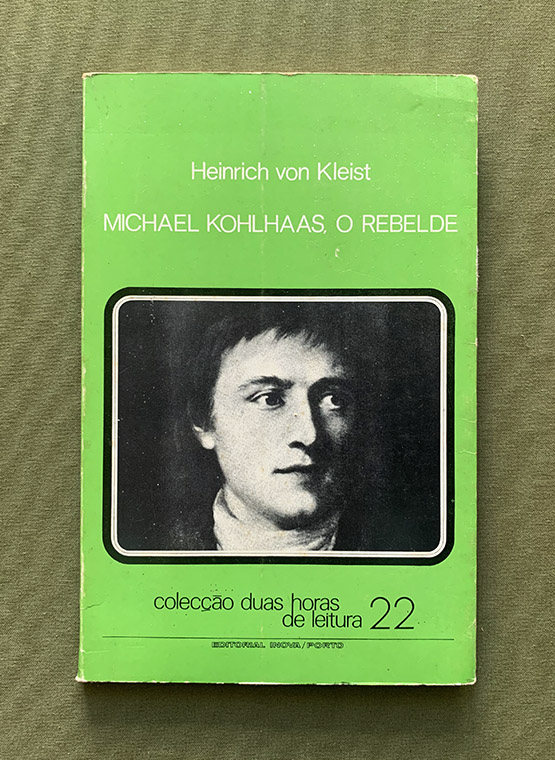 Heinrich von Kleist
MICHAEL KOHLHAAS, O REBELDE
colecção duas horas
de leitura 22
EDITORIAL INOVA/PORTO